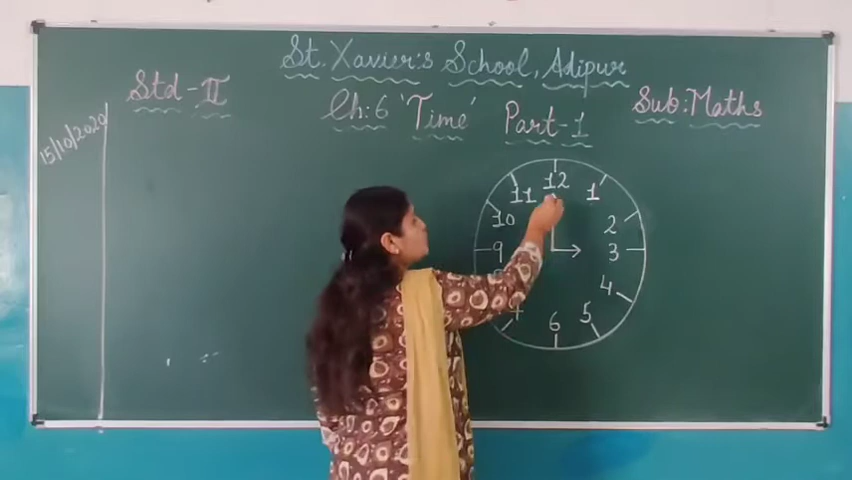 St. Xavier's School, Adipur
Std - II
Ch: 6 'Time' Part-1
Sub: Maths
15/10/2020
12
11
1
10
2
9
3
4
5
6